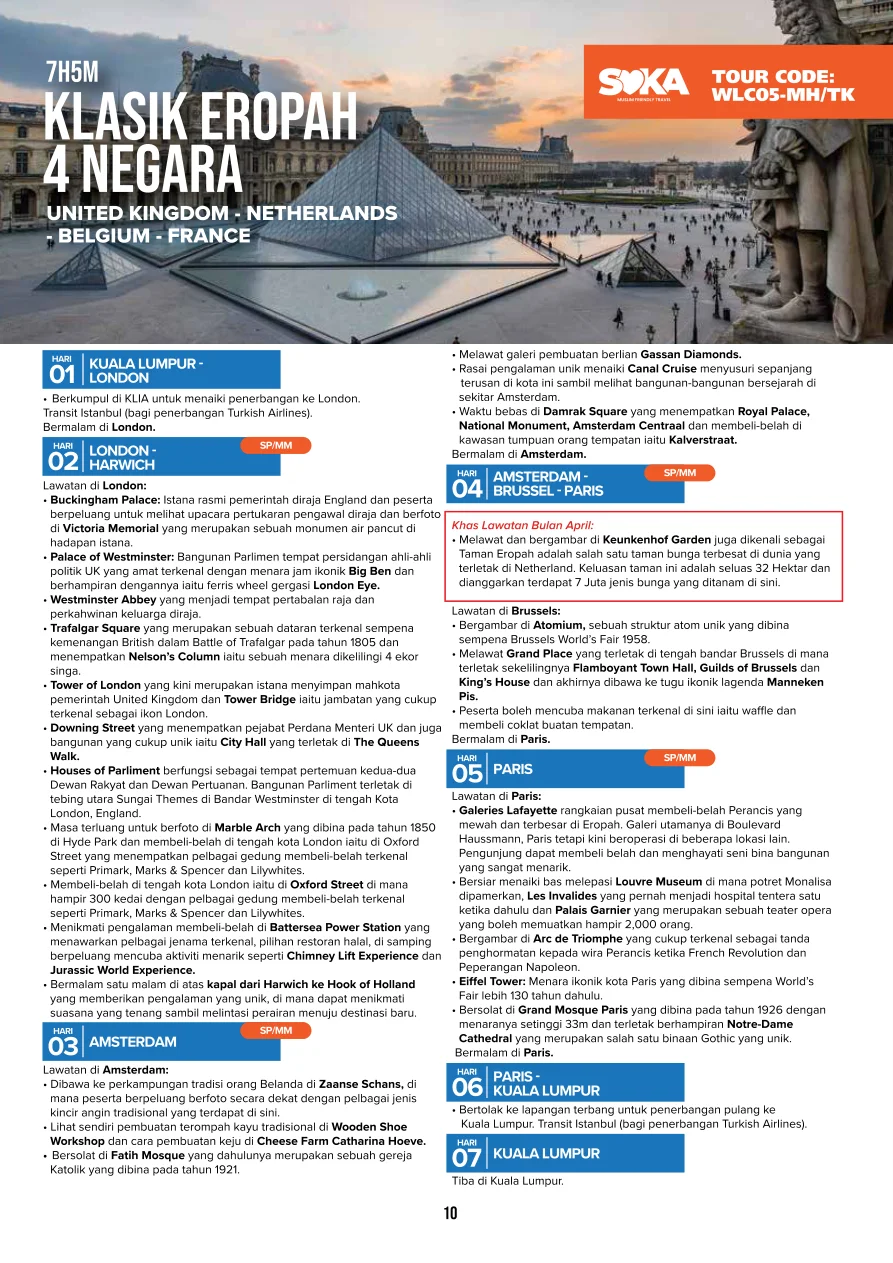 7H5M
KLASIK EROPAH
4 NEGARA
UNITED KINGDOM - NETHERLANDS
- BELGIUM - FRANCE
SOKA
MUSLIM FRIENDLY TRAVEL
TOUR CODE:
WLC05-MH/TK
HARI
01
KUALA LUMPUR -
LONDON
• Berkumpul di KLIA untuk menaiki penerbangan ke London.
Transit Istanbul (bagi penerbangan Turkish Airlines).
Bermalam di London.
HARI
02
LONDON -
HARWICH
SP/MM
Lawatan di London:
• Buckingham Palace: Istana rasmi pemerintah diraja England dan peserta
berpeluang untuk melihat upacara pertukaran pengawal diraja dan berfoto
di Victoria Memorial yang merupakan sebuah monumen air pancut di
hadapan istana.
• Palace of Westminster: Bangunan Parlimen tempat persidangan ahli-ahli
politik UK yang amat terkenal dengan menara jam ikonik Big Ben dan
berhampiran dengannya iaitu ferris wheel gergasi London Eye.
• Westminster Abbey yang menjadi tempat pertabalan raja dan
perkahwinan keluarga diraja.
• Trafalgar Square yang merupakan sebuah dataran terkenal sempena
kemenangan British dalam Battle of Trafalgar pada tahun 1805 dan
menempatkan Nelson's Column iaitu sebuah menara dikelilingi 4 ekor
singa.
• Tower of London yang kini merupakan istana menyimpan mahkota
pemerintah United Kingdom dan Tower Bridge iaitu jambatan yang cukup
terkenal sebagai ikon London.
• Downing Street yang menempatkan pejabat Perdana Menteri UK dan juga
bangunan yang cukup unik iaitu City Hall yang terletak di The Queens
Walk.
• Houses of Parliment berfungsi sebagai tempat pertemuan kedua-dua
Dewan Rakyat dan Dewan Pertuanan. Bangunan Parliment terletak di
tebing utara Sungai Themes di Bandar Westminster di tengah Kota
London, England.
• Masa terluang untuk berfoto di Marble Arch yang dibina pada tahun 1850
di Hyde Park dan membeli-belah di tengah kota London iaitu di Oxford
Street yang menempatkan pelbagai gedung membeli-belah terkenal
seperti Primark, Marks & Spencer dan Lilywhites.
• Membeli-belah di tengah kota London iaitu di Oxford Street di mana
hampir 300 kedai dengan pelbagai gedung membeli-belah terkenal
seperti Primark, Marks & Spencer dan Lilywhites.
• Menikmati pengalaman membeli-belah di Battersea Power Station yang
menawarkan pelbagai jenama terkenal, pilihan restoran halal, di samping
berpeluang mencuba aktiviti menarik seperti Chimney Lift Experience dan
Jurassic World Experience.
• Bermalam satu malam di atas kapal dari Harwich ke Hook of Holland
yang memberikan pengalaman yang unik, di mana dapat menikmati
suasana yang tenang sambil melintasi perairan menuju destinasi baru.
HARI
03
AMSTERDAM
SP/MM
Lawatan di Amsterdam:
• Dibawa ke perkampungan tradisi orang Belanda di Zaanse Schans, di
mana peserta berpeluang berfoto secara dekat dengan pelbagai jenis
kincir angin tradisional yang terdapat di sini.
• Lihat sendiri pembuatan terompah kayu tradisional di Wooden Shoe
Workshop dan cara pembuatan keju di Cheese Farm Catharina Hoeve.
• Bersolat di Fatih Mosque yang dahulunya merupakan sebuah gereja
Katolik yang dibina pada tahun 1921.
• Melawat galeri pembuatan berlian Gassan Diamonds.
• Rasai pengalaman unik menaiki Canal Cruise menyusuri sepanjang
terusan di kota ini sambil melihat bangunan-bangunan bersejarah di
sekitar Amsterdam.
• Waktu bebas di Damrak Square yang menempatkan Royal Palace,
National Monument, Amsterdam Centraal dan membeli-belah di
kawasan tumpuan orang tempatan iaitu Kalverstraat.
Bermalam di Amsterdam.
HARI
04
AMSTERDAM -
BRUSSEL - PARIS
SP/MM
Khas Lawatan Bulan April:
• Melawat dan bergambar di Keunkenhof Garden juga dikenali sebagai
Taman Eropah adalah salah satu taman bunga terbesat di dunia yang
terletak di Netherland. Keluasan taman ini adalah seluas 32 Hektar dan
dianggarkan terdapat 7 Juta jenis bunga yang ditanam di sini.
Lawatan di Brussels:
• Bergambar di Atomium, sebuah struktur atom unik yang dibina
sempena Brussels World's Fair 1958.
• Melawat Grand Place yang terletak di tengah bandar Brussels di mana
terletak sekelilingnya Flamboyant Town Hall, Guilds of Brussels dan
King's House dan akhirnya dibawa ke tugu ikonik lagenda Manneken
Pis.
• Peserta boleh mencuba makanan terkenal di sini iaitu waffle dan
membeli coklat buatan tempatan.
Bermalam di Paris.
HARI
05
PARIS
SP/MM
Lawatan di Paris:
• Galeries Lafayette rangkaian pusat membeli-belah Perancis yang
mewah dan terbesar di Eropah. Galeri utamanya di Boulevard
Haussmann, Paris tetapi kini beroperasi di beberapa lokasi lain.
Pengunjung dapat membeli belah dan menghayati seni bina bangunan
yang sangat menarik.
• Bersiar menaiki bas melepasi Louvre Museum di mana potret Monalisa
dipamerkan, Les Invalides yang pernah menjadi hospital tentera satu
ketika dahulu dan Palais Garnier yang merupakan sebuah teater opera
yang boleh memuatkan hampir 2,000 orang.
• Bergambar di Arc de Triomphe yang cukup terkenal sebagai tanda
penghormatan kepada wira Perancis ketika French Revolution dan
Peperangan Napoleon.
• Eiffel Tower: Menara ikonik kota Paris yang dibina sempena World's
Fair lebih 130 tahun dahulu.
• Bersolat di Grand Mosque Paris yang dibina pada tahun 1926 dengan
menaranya setinggi 33m dan terletak berhampiran Notre-Dame
Cathedral yang merupakan salah satu binaan Gothic yang unik.
Bermalam di Paris.
HARI
06
PARIS -
KUALA LUMPUR
• Bertolak ke lapangan terbang untuk penerbangan pulang ke
Kuala Lumpur. Transit Istanbul (bagi penerbangan Turkish Airlines).
HARI
07
KUALA LUMPUR
Tiba di Kuala Lumpur.
10